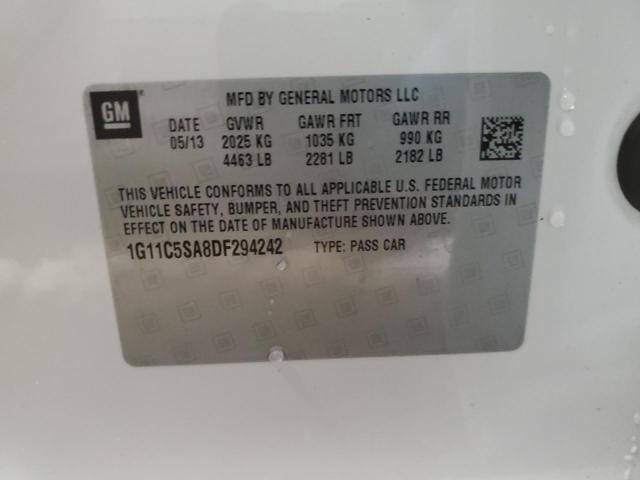 GM
MFD BY GENERAL MOTORS LLC
DATE GVWR GAWR FRT GAWR RR
05/13 2025 KG 1035 KG 990 KG
4463 LB 2281 LB 2182 LB
THIS VEHICLE CONFORMS TO ALL APPLICABLE U.S. FEDERAL MOTOR
VEHICLE SAFETY, BUMPER, AND THEFT PREVENTION STANDARDS IN
EFFECT ON THE DATE OF MANUFACTURE SHOWN ABOVE.
1G11C5SA8DF294242 TYPE: PASS CAR